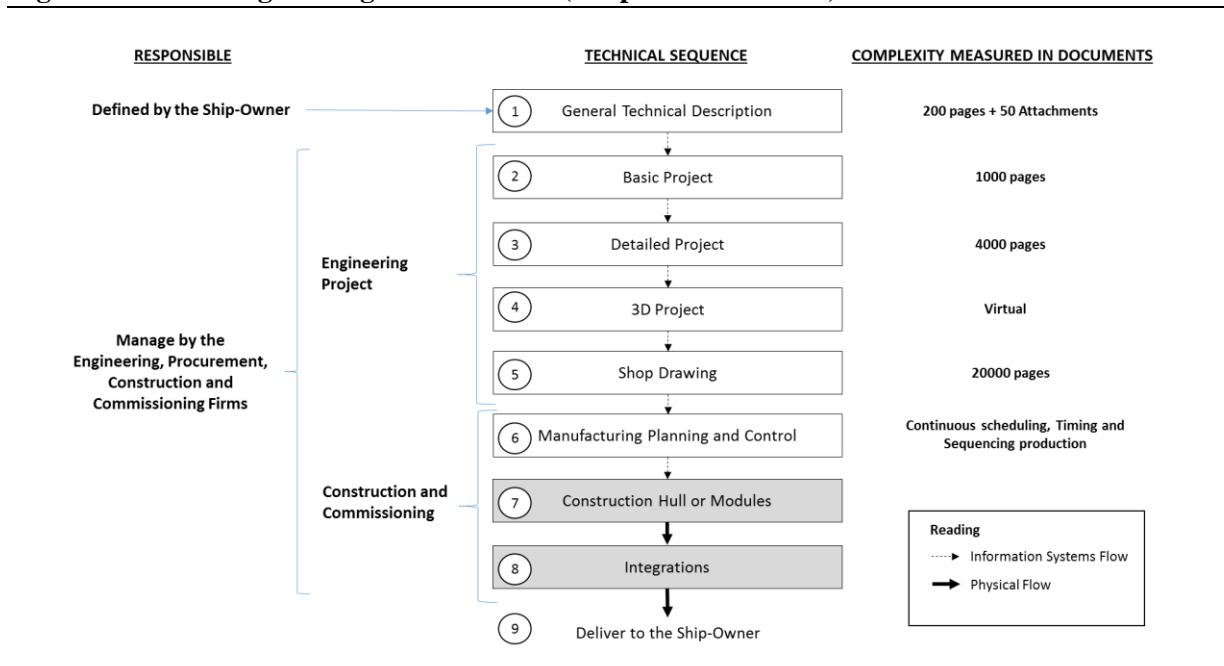 RESPONSIBLE
TECHNICAL SEQUENCE
COMPLEXITY MEASURED IN DOCUMENTS
Defined by the Ship-Owner
1
General Technical Description
200 pages + 50 Attachments
2
Basic Project
1000 pages
3
Detailed Project
4000 pages
Engineering
Project
4
3D Project
Virtual
Manage by the
Engineering, Procurement,
Construction and
Commissioning Firms
5
Shop Drawing
20000 pages
6
Manufacturing Planning and Control
Continuous scheduling, Timing and
Sequencing production
Construction and
Commissioning
7
Construction Hull or Modules
8
Integrations
9
Deliver to the Ship-Owner
Reading
Information Systems Flow
Physical Flow